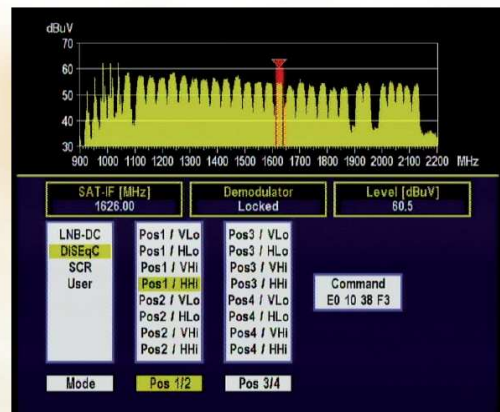 dBuV
70
60
50
40
30
900 1000 1100 1200 1300 1400 1500 1600 1700 1800 1900 2000 2100 2200 MHz
SAT-IF [MHz] Demodulator Level [dBuV]
1626.00 Locked 60.5
LNB-DC Pos1 / VLo Pos3 / VLo
DiSEqC Pos1 / HLo Pos3 / HLo
SCR Pos1 / VHi Pos3 / VHi
User Pos1 / HHi Pos3 / HHi Command
Pos2 / VLo Pos4 / VLo E0 10 38 F3
Pos2 / HLo Pos4 / HLo
Pos2 / VHi Pos4 / VHi
Pos2 / HHi Pos4 / HHi
Mode Pos 1/2 Pos 3/4